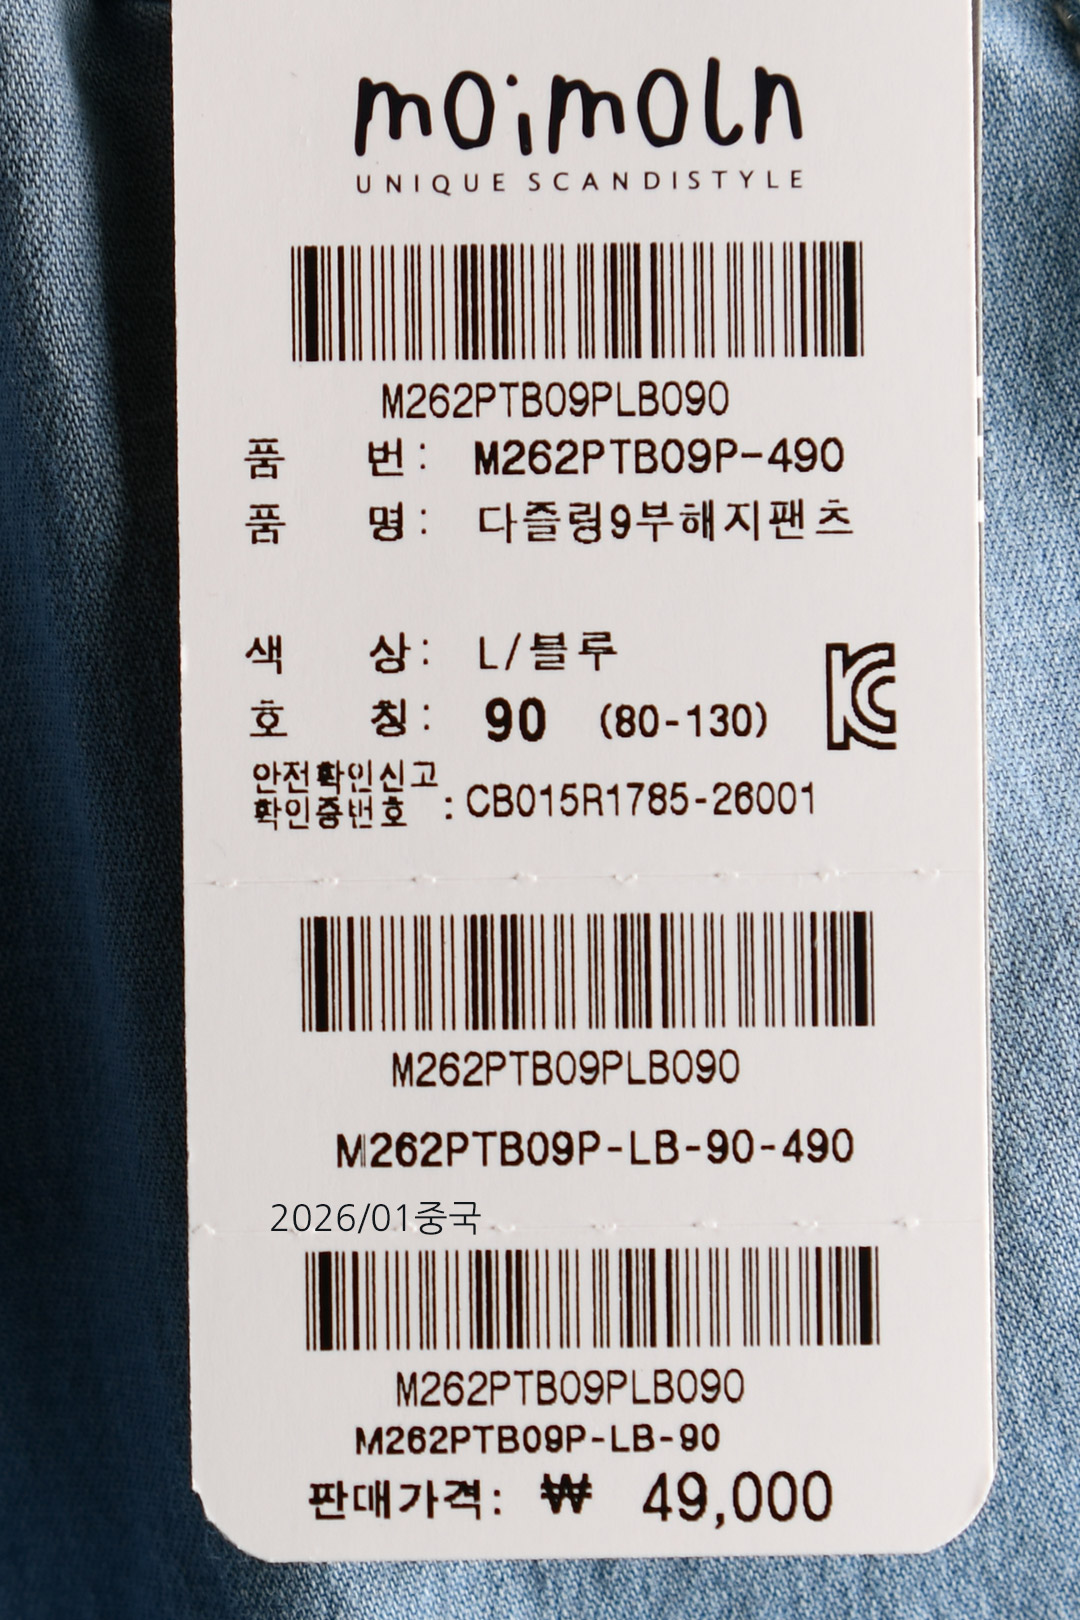 moimoln
UNIQUE SCANDISTYLE
M262PTB09PLB090
품 번: M262PTB09P-490
품 명: 다즐링9부해지팬츠
색 상: L/블루
호 칭: 90 (80-130)
안전확인신고
확인증번호 : CB015R1785-26001
M262PTB09PLB090
M262PTB09P-LB-90-490
2026/01중국
M262PTB09PLB090
M262PTB09P-LB-90
판매가격: ₩ 49,000